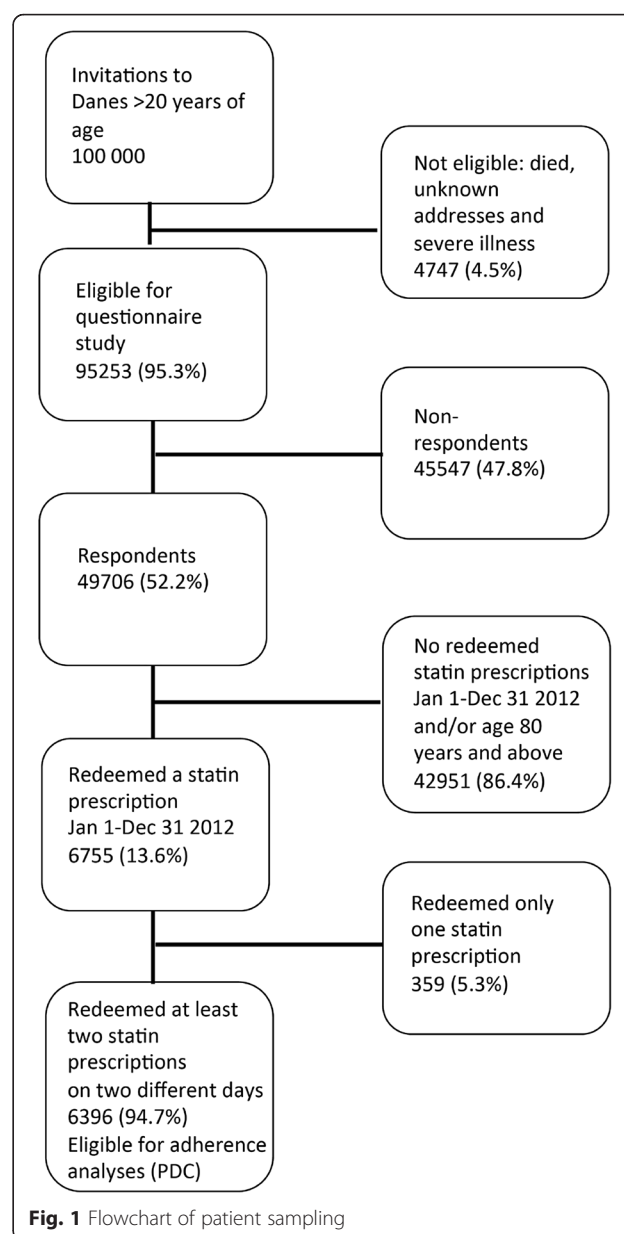 Invitations to
Danes >20 years of
age
100 000
Not eligible: died,
unknown
addresses and
severe illness
4747 (4.5%)
Eligible for
questionnaire
study
95253 (95.3%)
Non-
respondents
45547 (47.8%)
Respondents
49706 (52.2%)
No redeemed
statin prescriptions
Jan 1-Dec 31 2012
and/or age 80
years and above
42951 (86.4%)
Redeemed a statin
prescription
Jan 1-Dec 31 2012
6755 (13.6%)
Redeemed only
one statin
prescription
359 (5.3%)
Redeemed at least
two statin
prescriptions
on two different days
6396 (94.7%)
Eligible for adherence
analyses (PDC)
Fig. 1 Flowchart of patient sampling